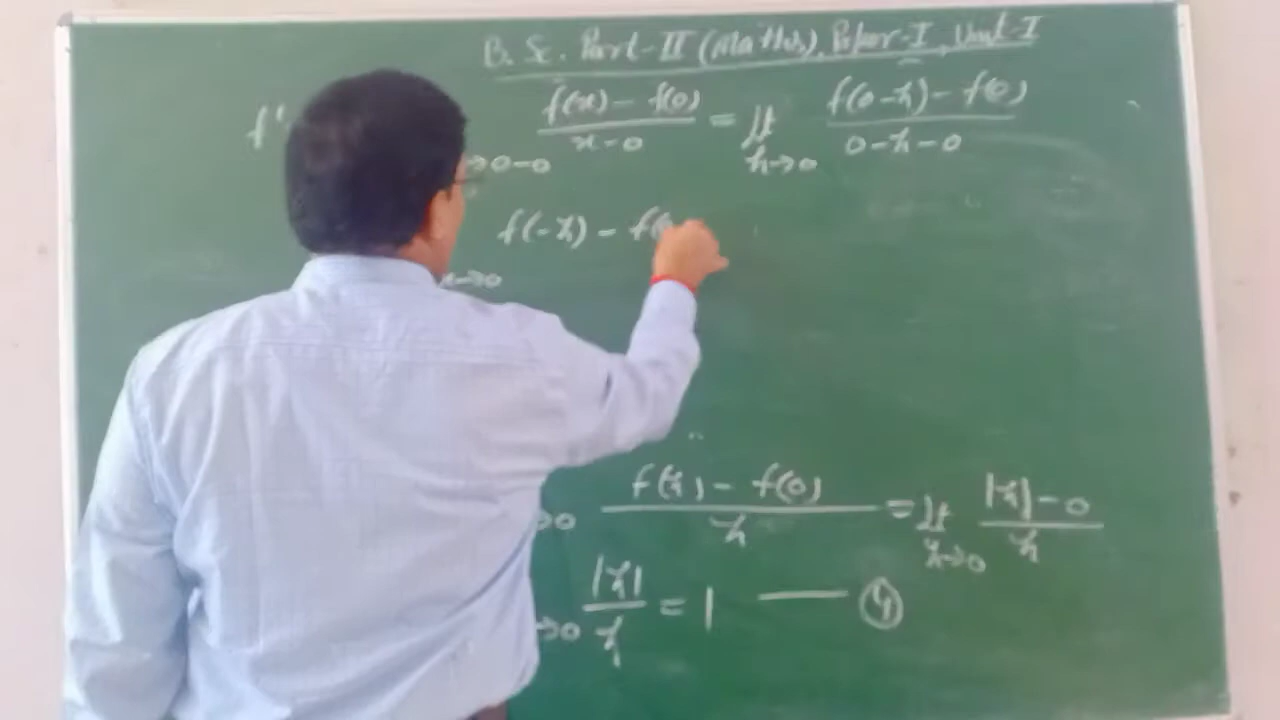 B. Sc. Part-II (Maths), Paper-I, Unit-I
f' f(x) - f(0) / x-0 = lt h→0 f(0-h) - f(0) / 0-h-0
→0-0
f(-h) - f(
→0
→0 f(h) - f(0) / h = lt h→0 |h|-0 / h
→0 |h| / h = 1 —— ④